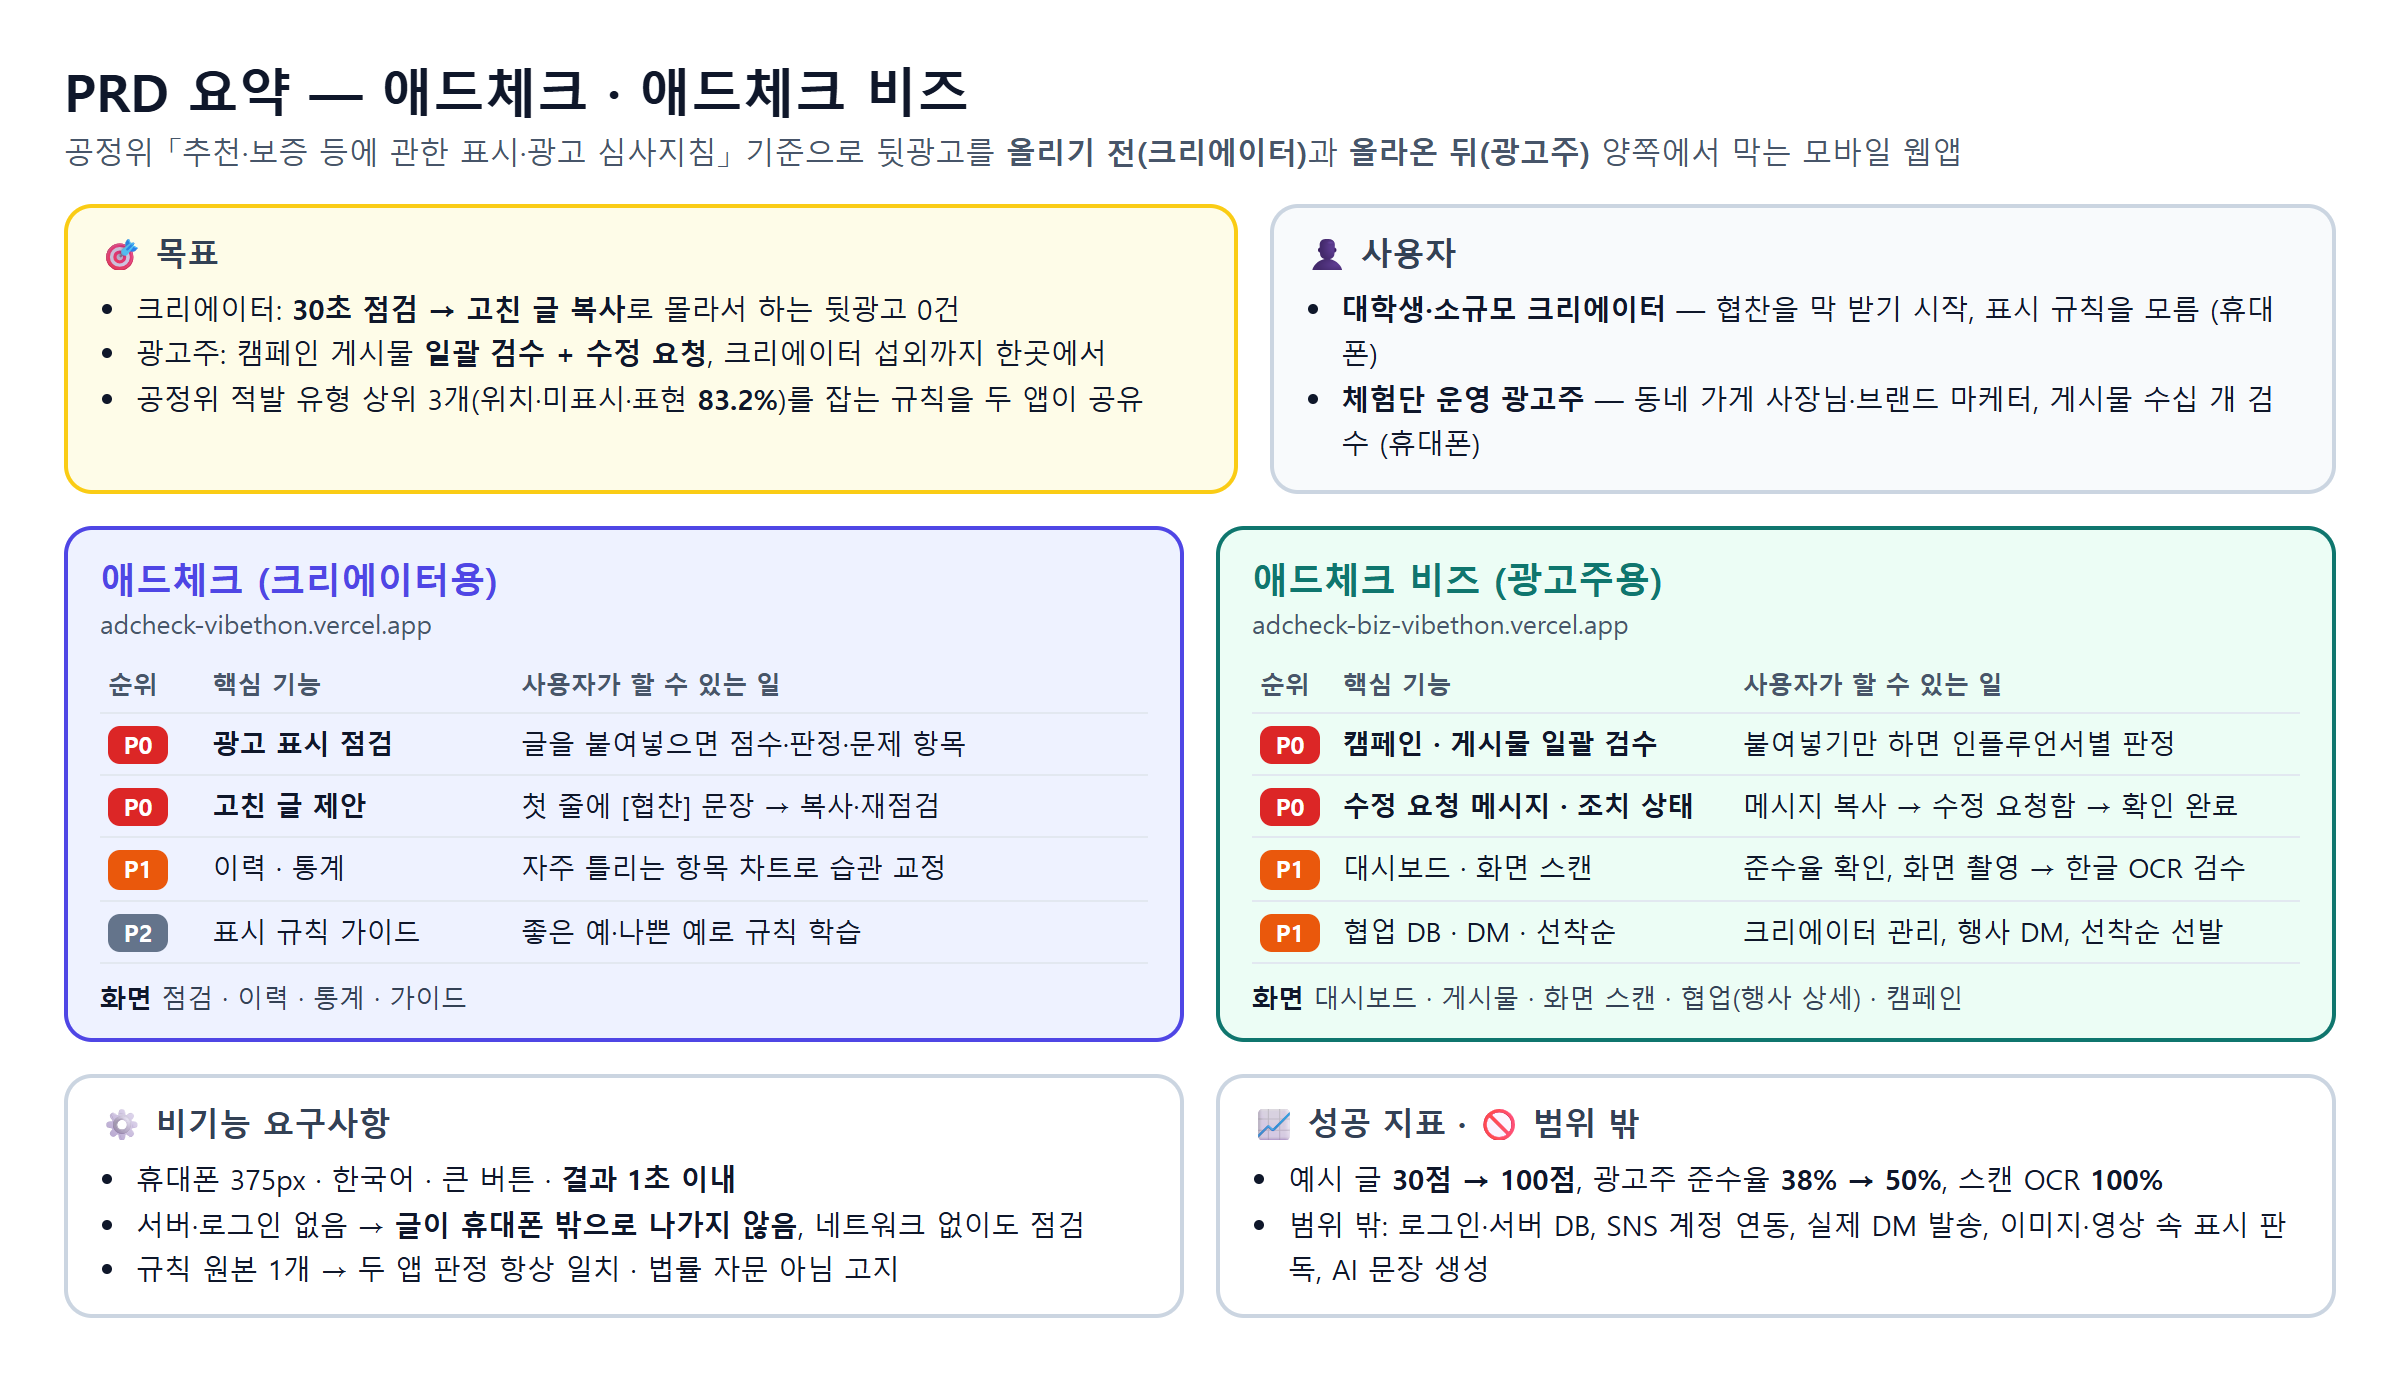 PRD 요약 — 애드체크 · 애드체크 비즈
공정위 「추천·보증 등에 관한 표시·광고 심사지침」 기준으로 뒷광고를 올리기 전(크리에이터)과 올라온 뒤(광고주) 양쪽에서 막는 모바일 웹앱
🎯 목표
• 크리에이터: 30초 점검 → 고친 글 복사로 몰라서 하는 뒷광고 0건
• 광고주: 캠페인 게시물 일괄 검수 + 수정 요청, 크리에이터 섭외까지 한곳에서
• 공정위 적발 유형 상위 3개(위치·미표시·표현 83.2%)를 잡는 규칙을 두 앱이 공유
👤 사용자
• 대학생·소규모 크리에이터 — 협찬을 막 받기 시작, 표시 규칙을 모름 (휴대
폰)
• 체험단 운영 광고주 — 동네 가게 사장님·브랜드 마케터, 게시물 수십 개 검
수 (휴대폰)
애드체크 (크리에이터용)
adcheck-vibethon.vercel.app
순위 핵심 기능 사용자가 할 수 있는 일
P0 광고 표시 점검 글을 붙여넣으면 점수·판정·문제 항목
P0 고친 글 제안 첫 줄에 [협찬] 문장 → 복사·재점검
P1 이력 · 통계 자주 틀리는 항목 차트로 습관 교정
P2 표시 규칙 가이드 좋은 예·나쁜 예로 규칙 학습
화면 점검 · 이력 · 통계 · 가이드
애드체크 비즈 (광고주용)
adcheck-biz-vibethon.vercel.app
순위 핵심 기능 사용자가 할 수 있는 일
P0 캠페인 · 게시물 일괄 검수 붙여넣기만 하면 인플루언서별 판정
P0 수정 요청 메시지 · 조치 상태 메시지 복사 → 수정 요청함 → 확인 완료
P1 대시보드 · 화면 스캔 준수율 확인, 화면 촬영 → 한글 OCR 검수
P1 협업 DB · DM · 선착순 크리에이터 관리, 행사 DM, 선착순 선발
화면 대시보드 · 게시물 · 화면 스캔 · 협업(행사 상세) · 캠페인
⚙️ 비기능 요구사항
• 휴대폰 375px · 한국어 · 큰 버튼 · 결과 1초 이내
• 서버·로그인 없음 → 글이 휴대폰 밖으로 나가지 않음, 네트워크 없이도 점검
• 규칙 원본 1개 → 두 앱 판정 항상 일치 · 법률 자문 아님 고지
📈 성공 지표 · 🚫 범위 밖
• 예시 글 30점 → 100점, 광고주 준수율 38% → 50%, 스캔 OCR 100%
• 범위 밖: 로그인·서버 DB, SNS 계정 연동, 실제 DM 발송, 이미지·영상 속 표시 판
독, AI 문장 생성